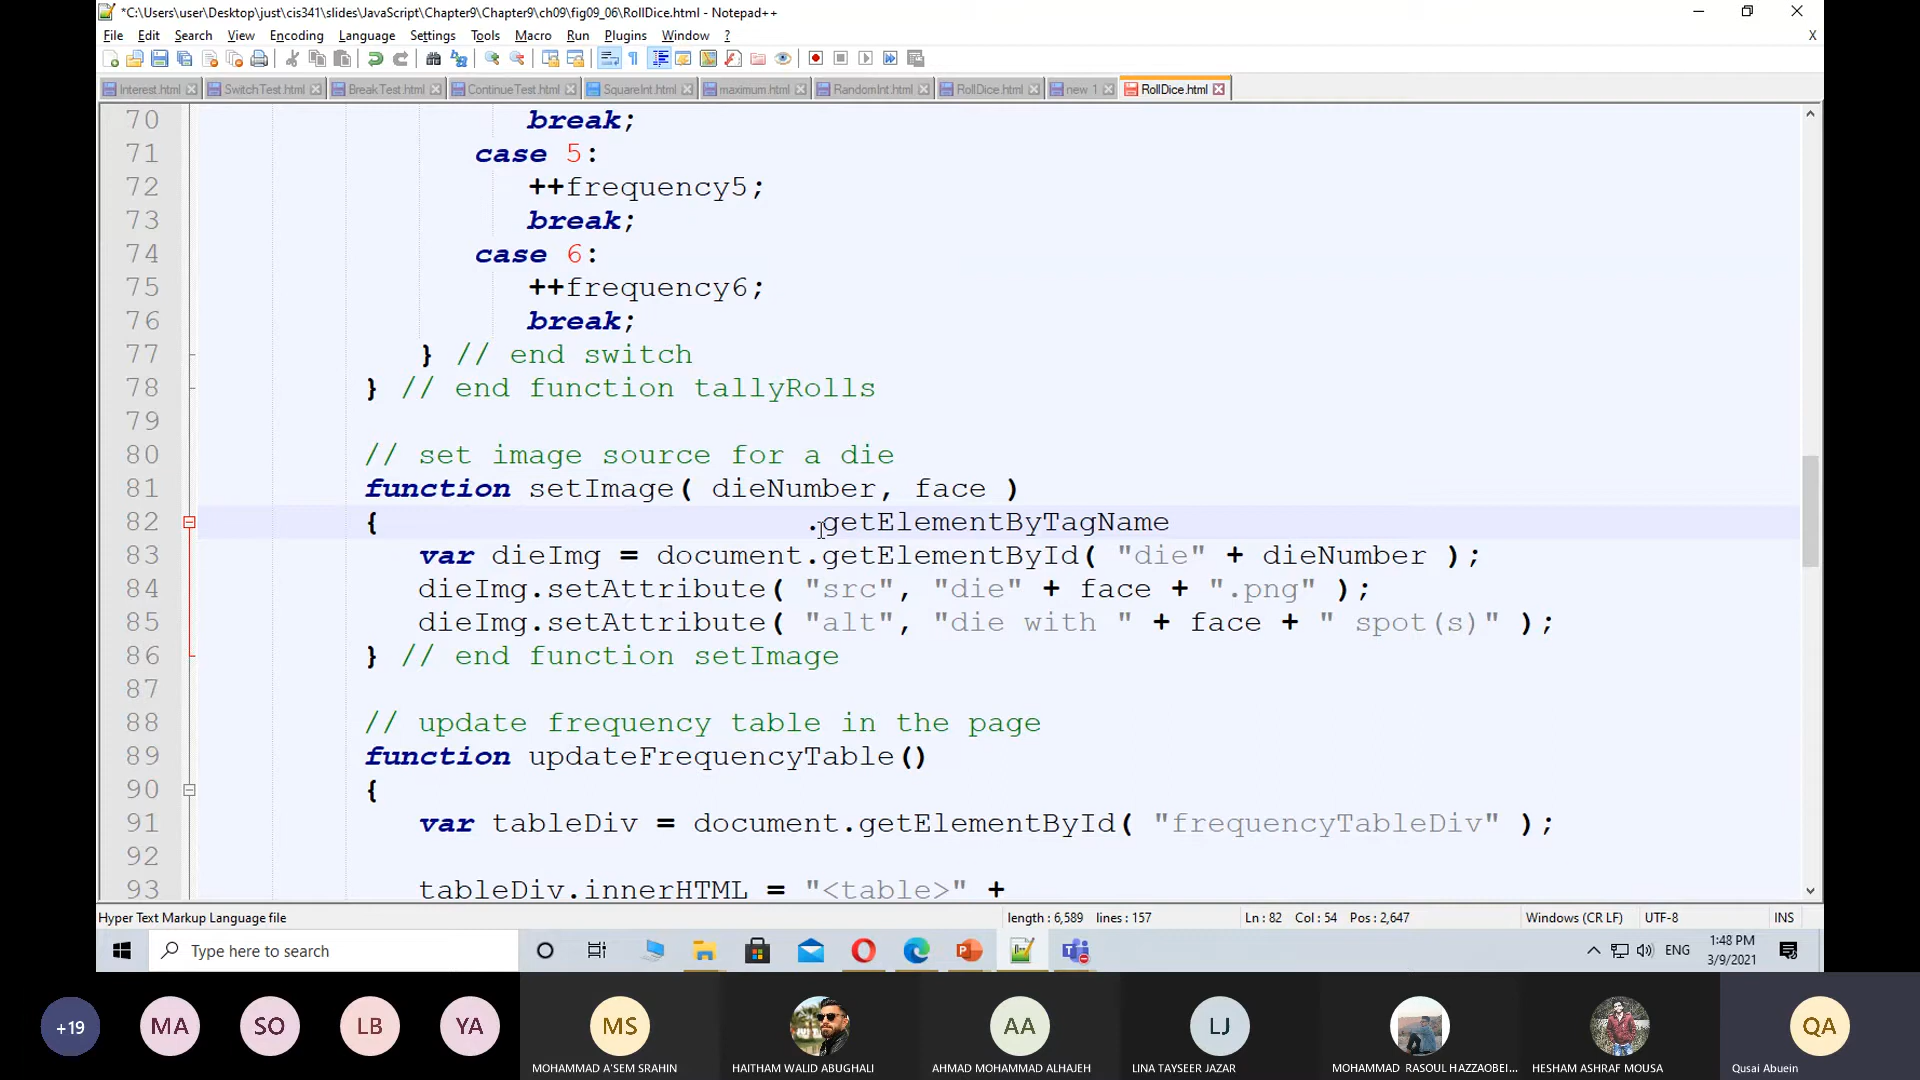 *C:\Users\user\Desktop\just\cis341\slides\JavaScript\Chapter9\Chapter9\ch09\fig09_06\RollDice.html - Notepad++
File Edit Search View Encoding Language Settings Tools Macro Run Plugins Window ? X
Interest.html SwitchTest.html BreakTest.html ContinueTest.html SquareInt.html maximum.html RandomInt.html RollDice.html new 1 RollDice.html
70 break;
71 case 5:
72 ++frequency5;
73 break;
74 case 6:
75 ++frequency6;
76 break;
77 } // end switch
78 } // end function tallyRolls
79
80 // set image source for a die
81 function setImage( dieNumber, face )
82 { .getElementByTagName
83 var dieImg = document.getElementById( "die" + dieNumber );
84 dieImg.setAttribute( "src", "die" + face + ".png" );
85 dieImg.setAttribute( "alt", "die with " + face + " spot(s)" );
86 } // end function setImage
87
88 // update frequency table in the page
89 function updateFrequencyTable()
90 {
91 var tableDiv = document.getElementById( "frequencyTableDiv" );
92
93 tableDiv.innerHTML = "<table>" +
Hyper Text Markup Language file length : 6,589 lines : 157 Ln : 82 Col : 54 Pos : 2,647 Windows (CR LF) UTF-8 INS
Type here to search ENG 1:48 PM
3/9/2021
+19 MA SO LB YA MS AA LJ QA
MOHAMMAD A'SEM SRAHIN HAITHAM WALID ABUGHALI AHMAD MOHAMMAD ALHAJEH LINA TAYSEER JAZAR MOHAMMAD RASOUL HAZZAOBEI... HESHAM ASHRAF MOUSA Qusai Abuein